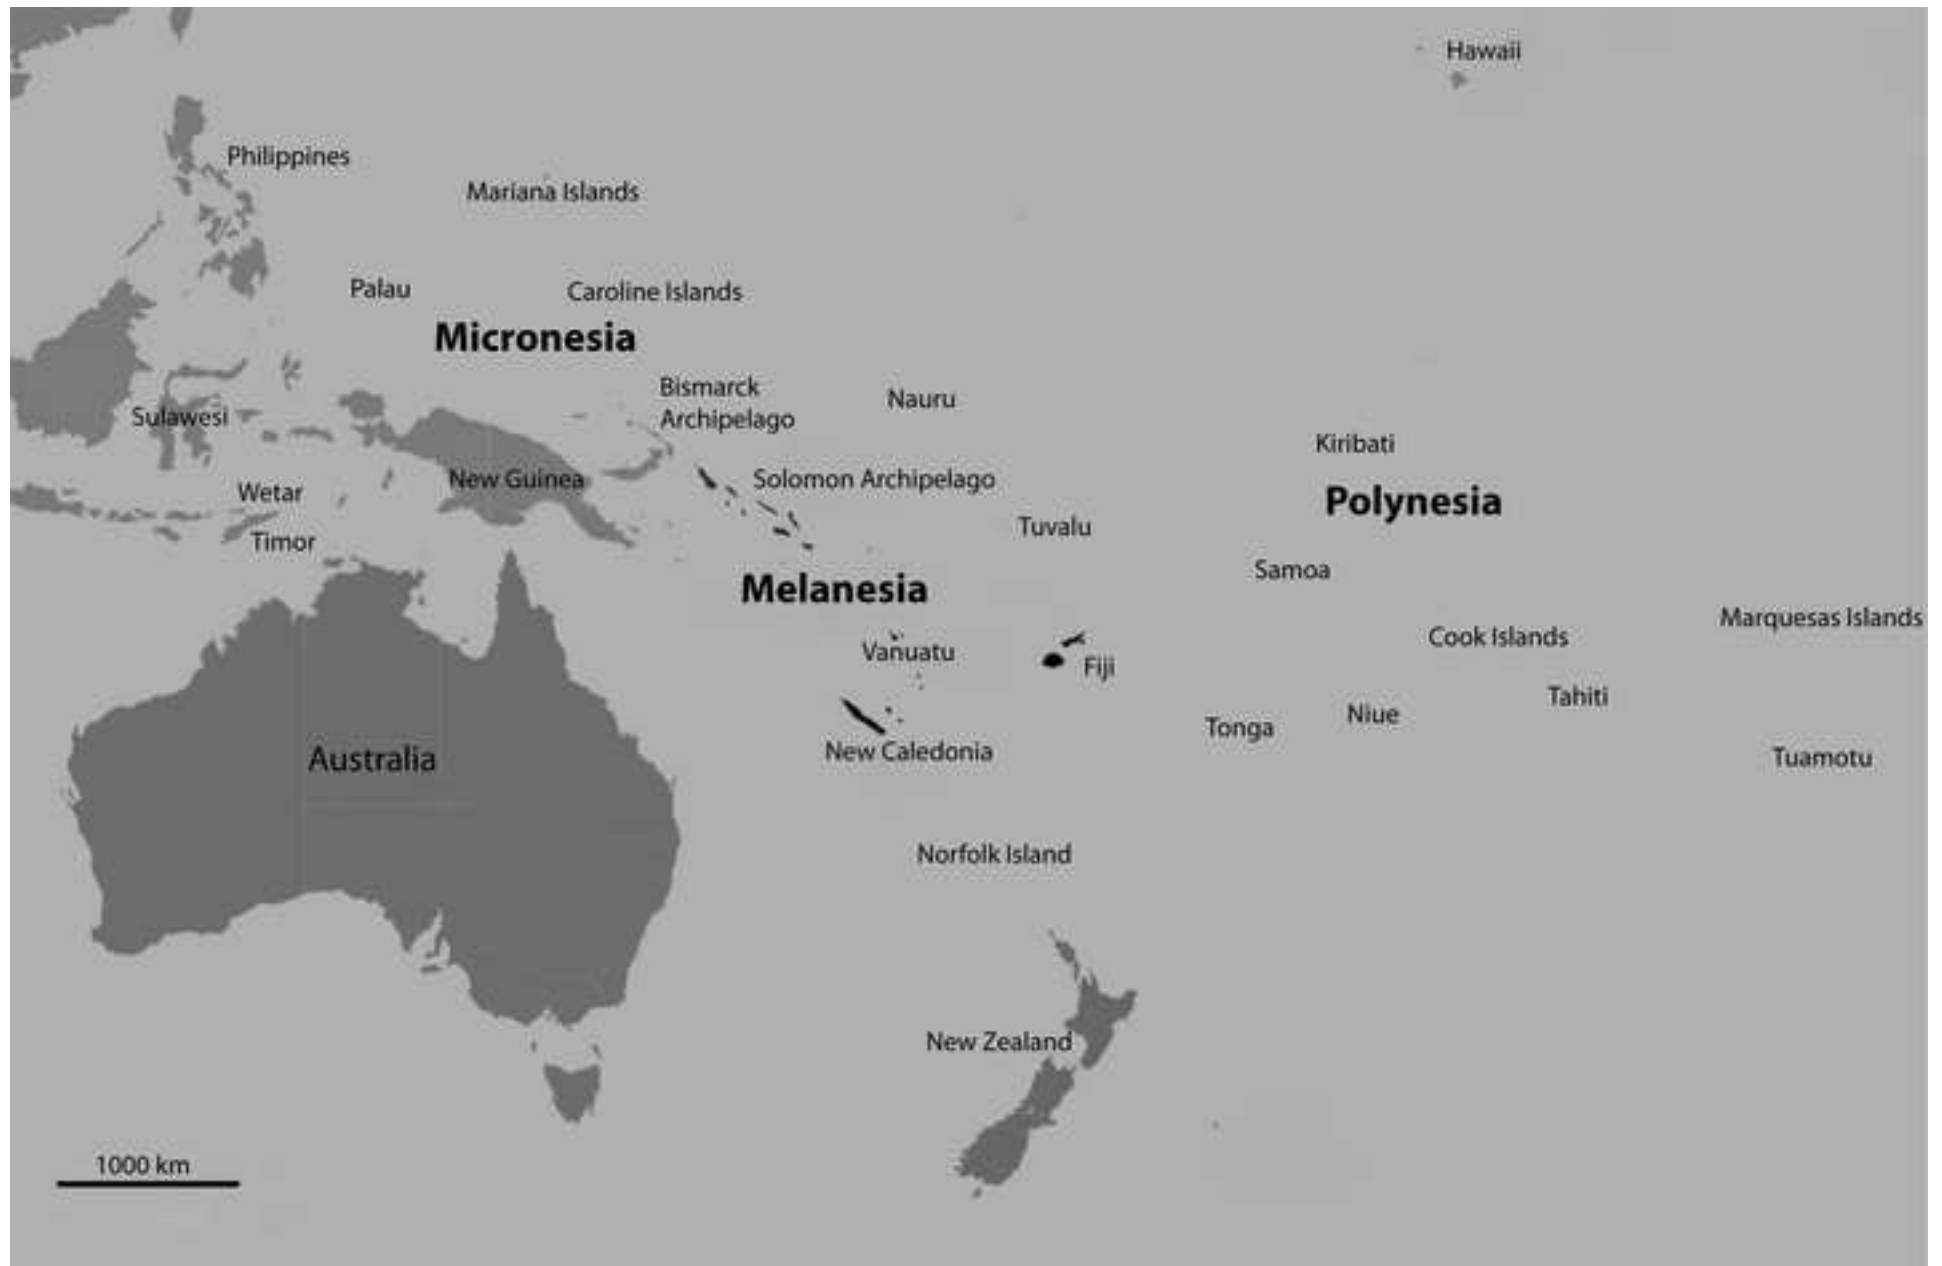 Hawaii
Philippines
Mariana Islands
Palau
Caroline Islands
Micronesia
Bismarck
Archipelago
Nauru
Sulawesi
Kiribati
New Guinea
Solomon Archipelago
Wetar
Polynesia
Tuvalu
Timor
Samoa
Melanesia
Marquesas Islands
Cook Islands
Vanuatu
Fiji
Tahiti
Niue
Tonga
New Caledonia
Australia
Tuamotu
Norfolk Island
New Zealand
1000 km